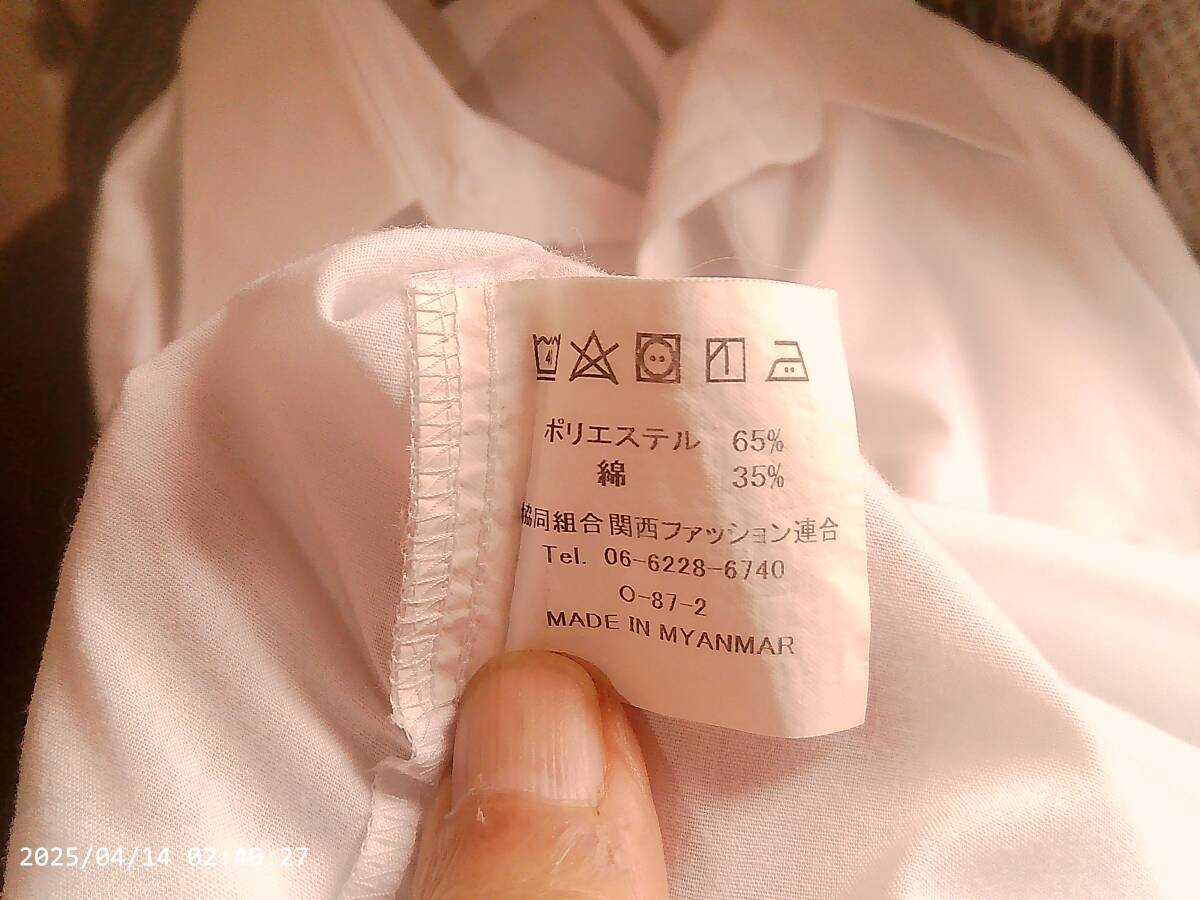 ポリエステル 65%
綿 35%
協同組合関西ファッション連合
Tel. 06-6228-6740
O-87-2
MADE IN MYANMAR
2025/04/14 02:40:27